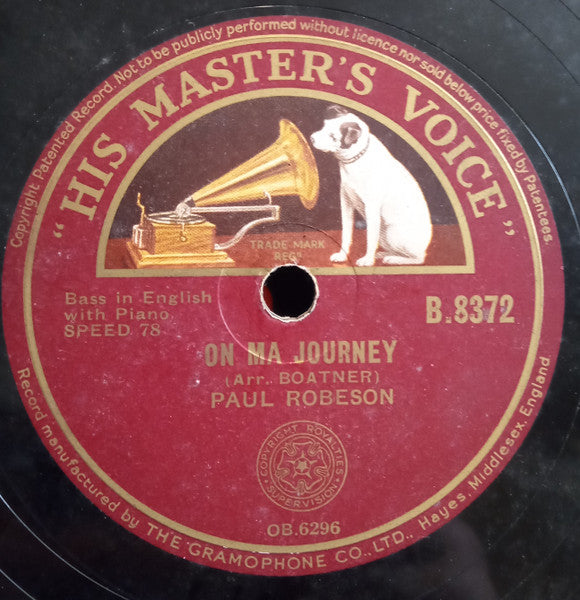 Copyright Patented Record. Not to be publicly performed without licence nor sold below price fixed by Patentees.
"HIS MASTER'S VOICE"
TRADE MARK
REGD
Bass in English
with Piano
SPEED 78
B.8372
ON MA JOURNEY
(Arr. BOATNER)
PAUL ROBESON
COPYRIGHT ROYALTIES
SUPERVISION
OB.6296
Record manufactured by THE GRAMOPHONE CO., LTD., Hayes, Middlesex, England